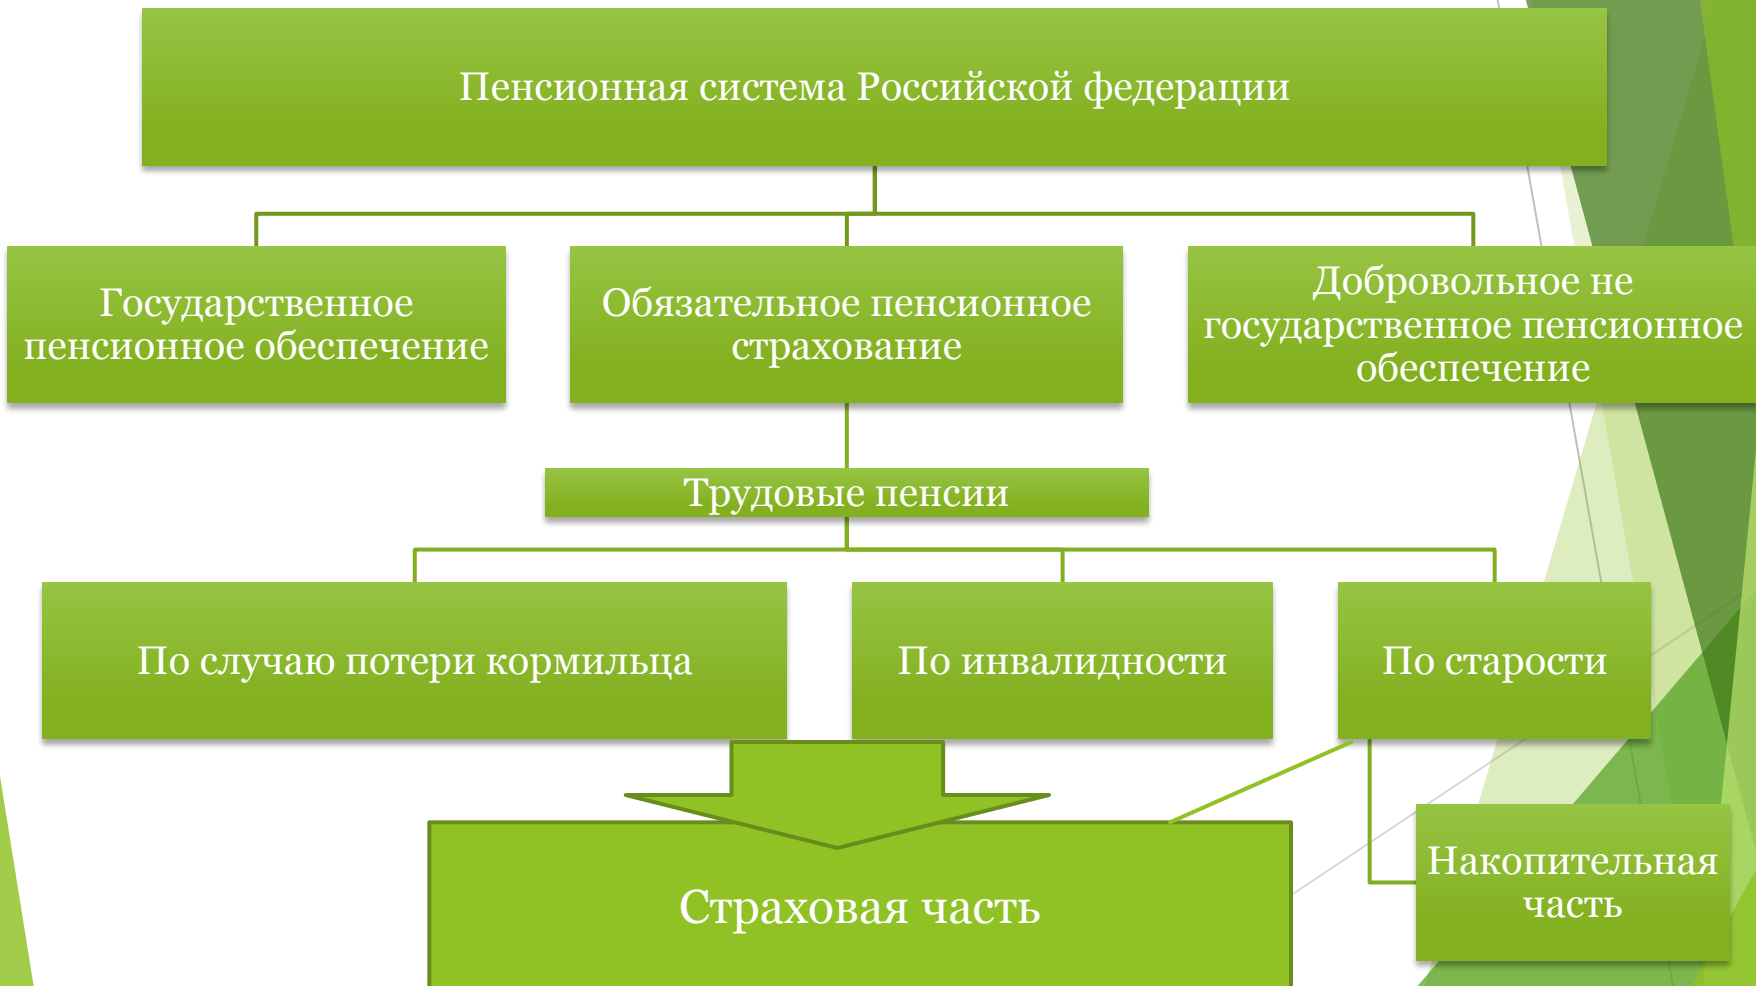 Пенсионная система Российской федерации
Государственное
пенсионное обеспечение
Обязательное пенсионное
страхование
Добровольное не
государственное пенсионное
обеспечение
Трудовые пенсии
По случаю потери кормильца
По инвалидности
По старости
Страховая часть
Накопительная
часть